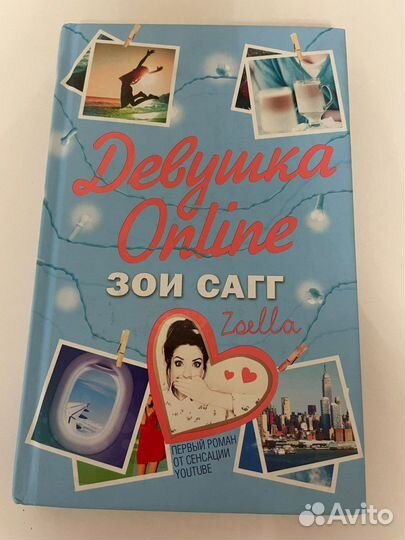 Девушка
Online
ЗОИ САГГ
Zoella
ПЕРВЫЙ РОМАН
ОТ СЕНСАЦИИ
YOUTUBE
Avito